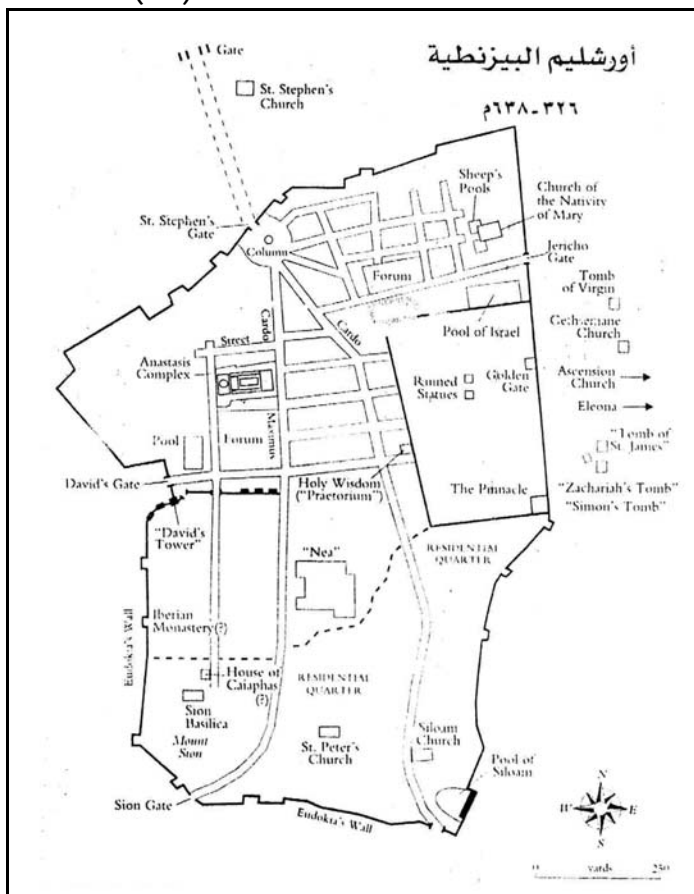 أورشليم البيزنطية
٣٢٦-٦٣٨م
Gate
St. Stephen's
Church
Sheep's
Pools
Church of
the Nativity
of Mary
St. Stephen's
Gate
Column
Jericho
Gate
Forum
Tomb
of Virgin
Cardo
Cardo
Pool of Israel
Gethsemane
Church
Street
Anastasis
Complex
Ruined
Statues
Golden
Gate
Ascension
Church
Eleona
Maximus
Pool
Forum
"Tomb of
St. James"
David's Gate
Holy Wisdom
("Praetorium")
The Pinnacle
"Zachariah's Tomb"
"Simon's Tomb"
"David's
Tower"
"Nea"
RESIDENTIAL
QUARTER
Eudokia's Wall
Iberian
Monastery(?)
House of
Caiaphas
(?)
RESIDENTIAL
QUARTER
Sion
Basilica
Mount
Sion
St. Peter's
Church
Siloam
Church
Pool of
Siloam
Sion Gate
Eudokia's Wall
N
W
E
S
0 yards 250